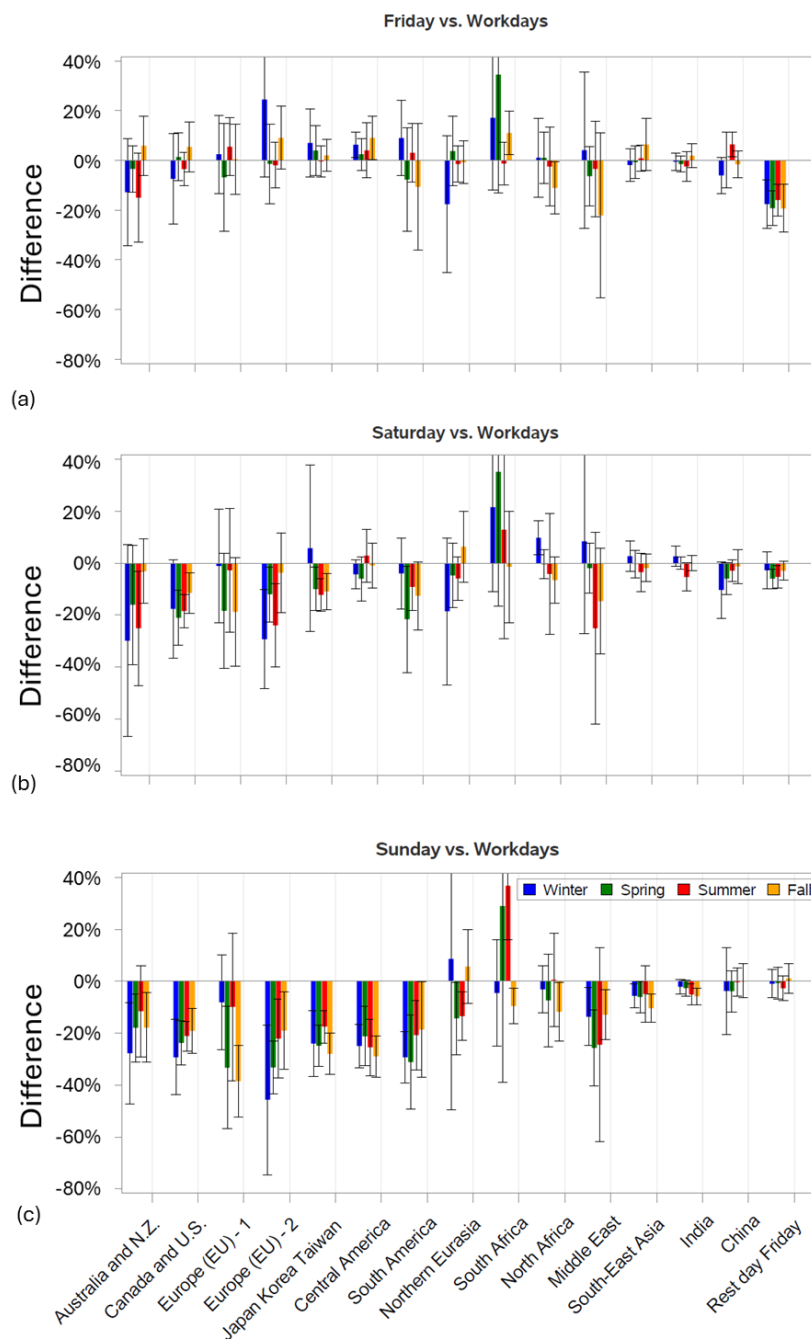 Friday vs. Workdays
40%
20%
0%
-20%
-40%
-60%
-80%
Difference
(a)
Saturday vs. Workdays
40%
20%
0%
-20%
-40%
-60%
-80%
Difference
(b)
Sunday vs. Workdays
Winter Spring Summer Fall
40%
20%
0%
-20%
-40%
-60%
-80%
Difference
(c)
Australia and N.Z.
Canada and U.S.
Europe (EU) - 1
Europe (EU) - 2
Japan Korea Taiwan
Central America
South America
Northern Eurasia
South Africa
North Africa
Middle East
South-East Asia
India
China
Rest day Friday